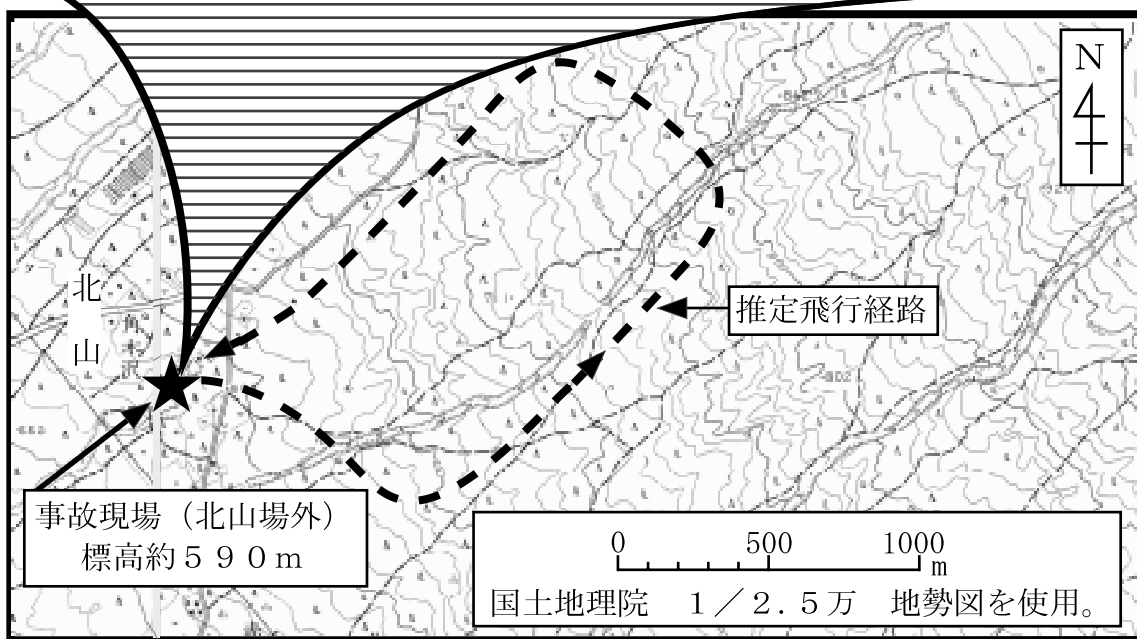 N
北
山
推定飛行経路
事故現場（北山場外）
標高約５９０ｍ
0 500 1000
m
国土地理院　１／２.５万　地勢図を使用。